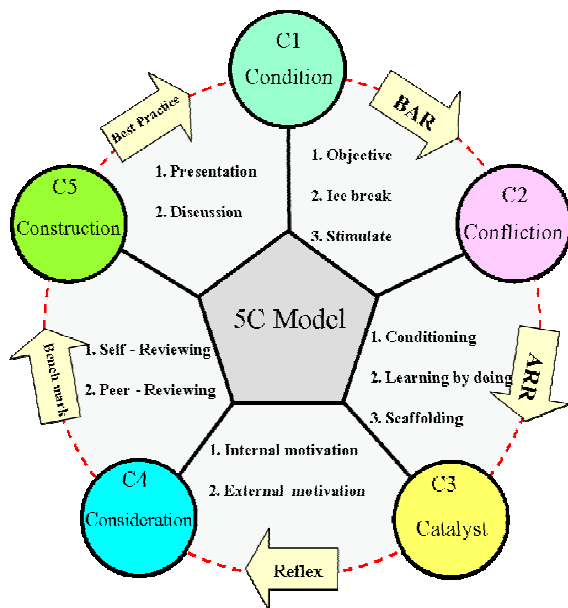 C1
Condition
BAR
Best Practice
1. Presentation
2. Discussion
1. Objective
2. Ice break
3. Stimulate
C5
Construction
C2
Confliction
5C Model
1. Self - Reviewing
2. Peer - Reviewing
1. Conditioning
2. Learning by doing
3. Scaffolding
Bench mark
ARR
1. Internal motivation
2. External motivation
C4
Consideration
C3
Catalyst
Reflex